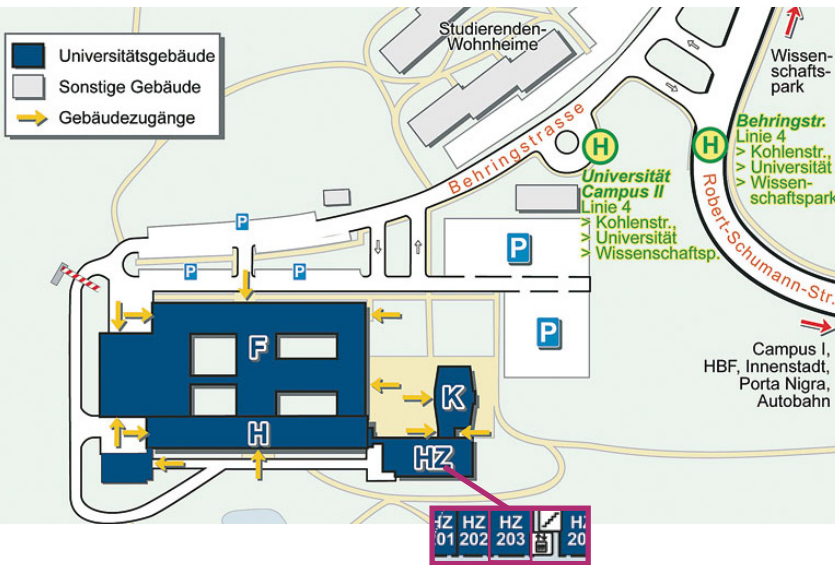 Universitätsgebäude
Sonstige Gebäude
Gebäudezugänge
Studierenden-
Wohnheime
Wissen-
schafts-
park
Behringstrasse
H
Universität
Campus II
Linie 4
> Kohlenstr.,
> Universität
> Wissenschaftsp.
H
Behringstr.
Linie 4
> Kohlenstr.,
> Universität
> Wissen-
schaftspark
Robert-Schumann-Str.
P
P
P
P
P
Campus I,
HBF, Innenstadt,
Porta Nigra,
Autobahn
F
K
H
HZ
HZ
202
HZ
203